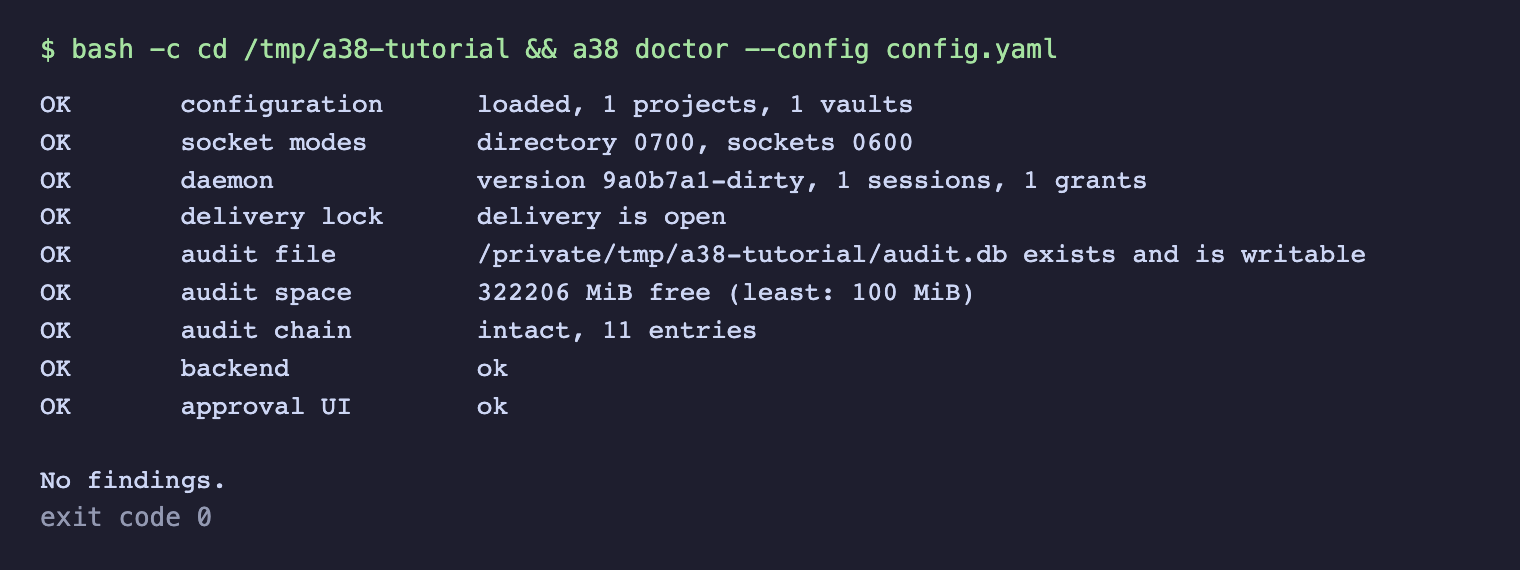 $ bash -c cd /tmp/a38-tutorial && a38 doctor --config config.yaml
OK configuration loaded, 1 projects, 1 vaults
OK socket modes directory 0700, sockets 0600
OK daemon version 9a0b7a1-dirty, 1 sessions, 1 grants
OK delivery lock delivery is open
OK audit file /private/tmp/a38-tutorial/audit.db exists and is writable
OK audit space 322206 MiB free (least: 100 MiB)
OK audit chain intact, 11 entries
OK backend ok
OK approval UI ok
No findings.
exit code 0